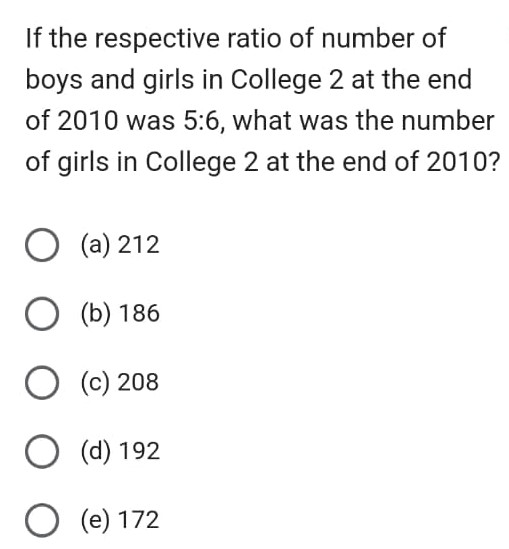 If the respective ratio of number of
boys and girls in College 2 at the end
of 2010 was 5:6, what was the number
of girls in College 2 at the end of 2010?
(a) 212
(b) 186
(c) 208
(d) 192
(e) 172